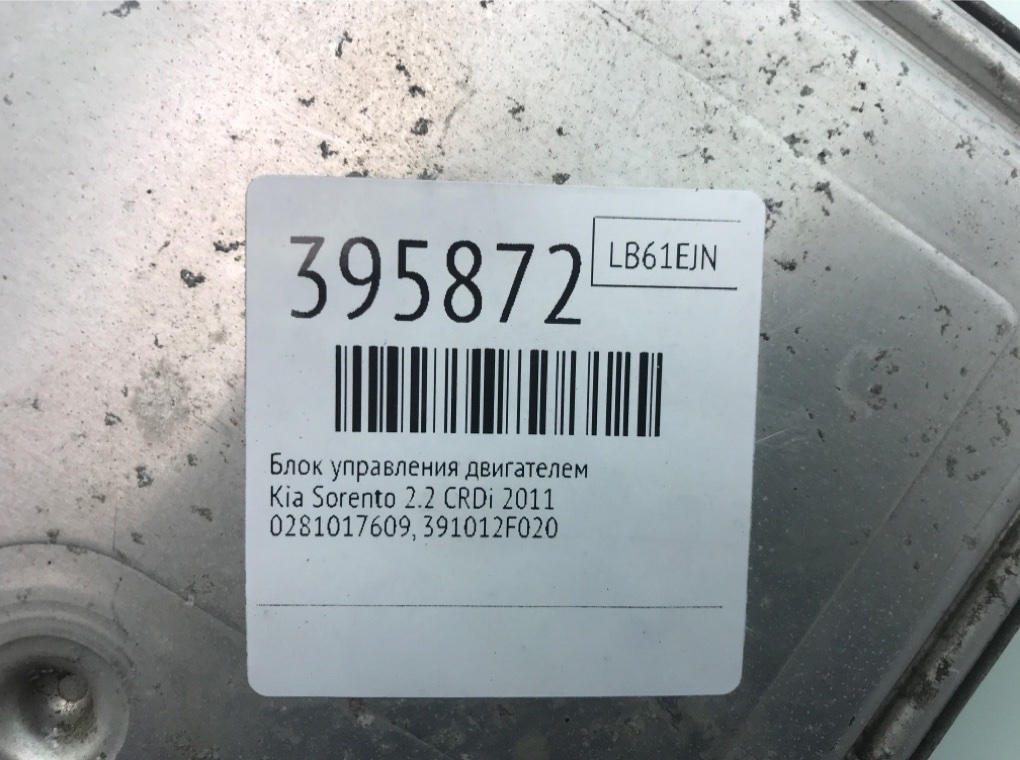 395872
LB61EJN
Блок управления двигателем
Kia Sorento 2.2 CRDi 2011
0281017609, 391012F020